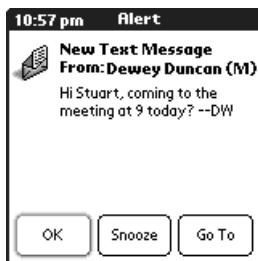 10:57 pm Alert
New Text Message
From: Dewey Duncan (M)
Hi Stuart, coming to the
meeting at 9 today? --DW
OK Snooze Go To